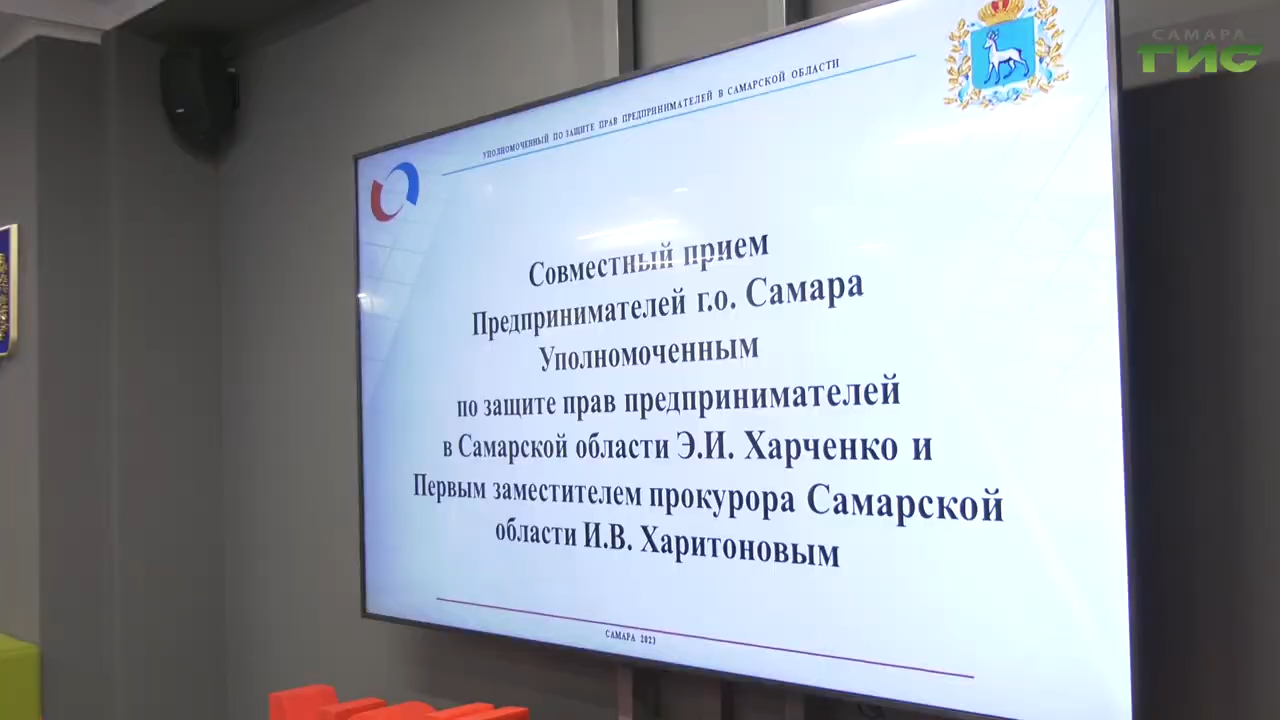 САМАРА
ГИС
УПОЛНОМОЧЕННЫЙ ПО ЗАЩИТЕ ПРАВ ПРЕДПРИНИМАТЕЛЕЙ В САМАРСКОЙ ОБЛАСТИ
Совместный прием
Предпринимателей г.о. Самара
Уполномоченным
по защите прав предпринимателей
в Самарской области Э.И. Харченко и
Первым заместителем прокурора Самарской
области И.В. Харитоновым
САМАРА 2023